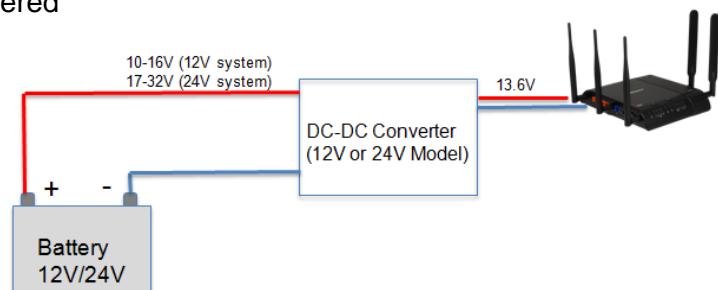 ered
10-16V (12V system)
17-32V (24V system)
13.6V
DC-DC Converter
(12V or 24V Model)
+ -
Battery
12V/24V